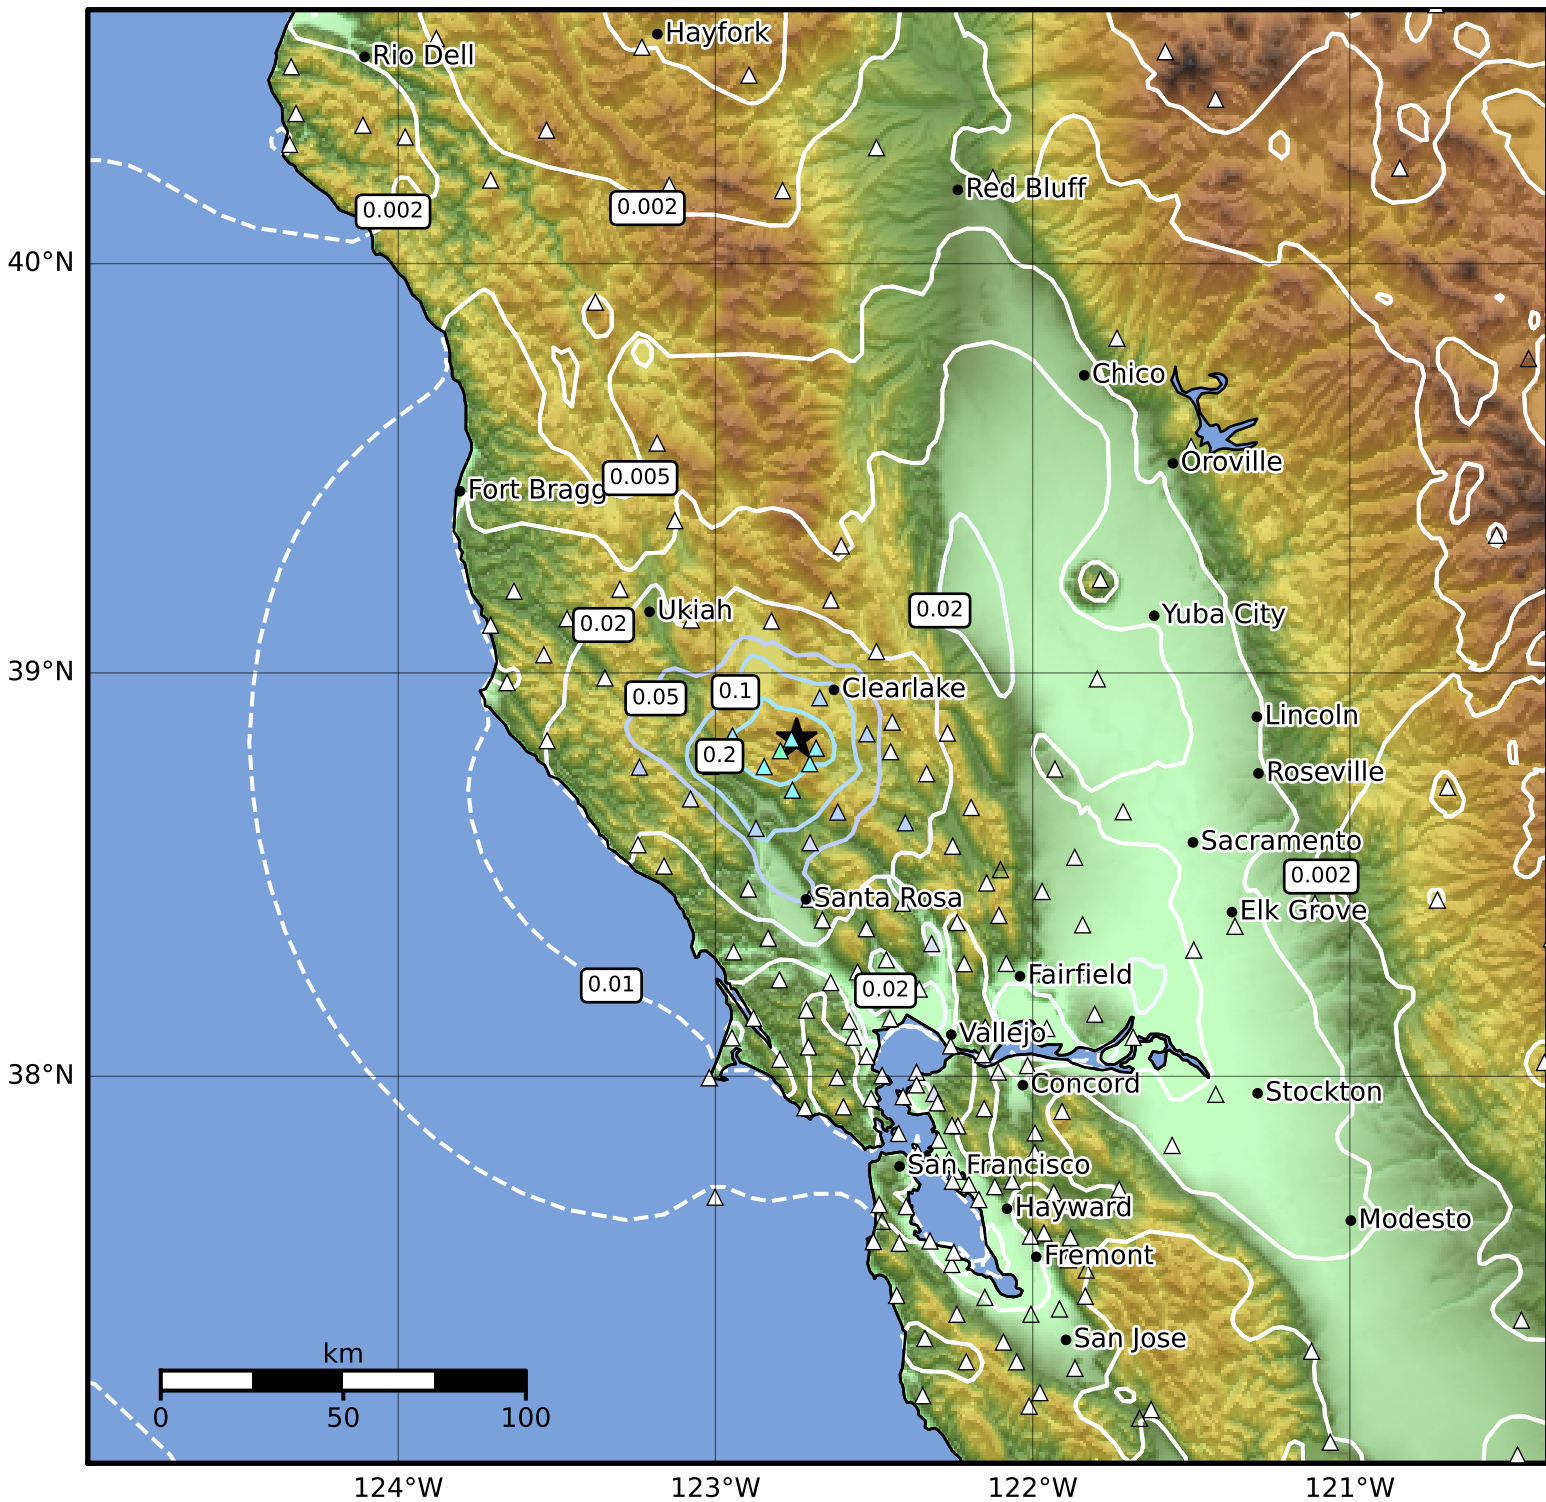 Hayfork
Rio Dell
Red Bluff
0.002
0.002
40°N
Chico
Oroville
0.005
Fort Bragg
0.02
Ukiah
0.02
Yuba City
39°N
0.05
0.1
Clearlake
Lincoln
0.2
Roseville
Sacramento
0.002
Santa Rosa
Elk Grove
0.01
0.02
Fairfield
Vallejo
38°N
Concord
Stockton
San Francisco
Hayward
Modesto
Fremont
San Jose
km
0
50
100
124°W
123°W
122°W
121°W